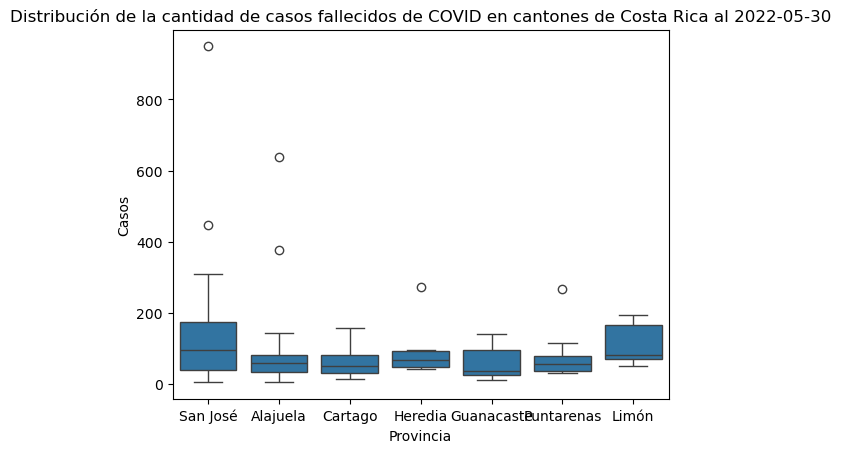 Distribución de la cantidad de casos fallecidos de COVID en cantones de Costa Rica al 2022-05-30
800
600
400
200
0
Casos
San José Alajuela Cartago Heredia Guanacaste Puntarenas Limón
Provincia